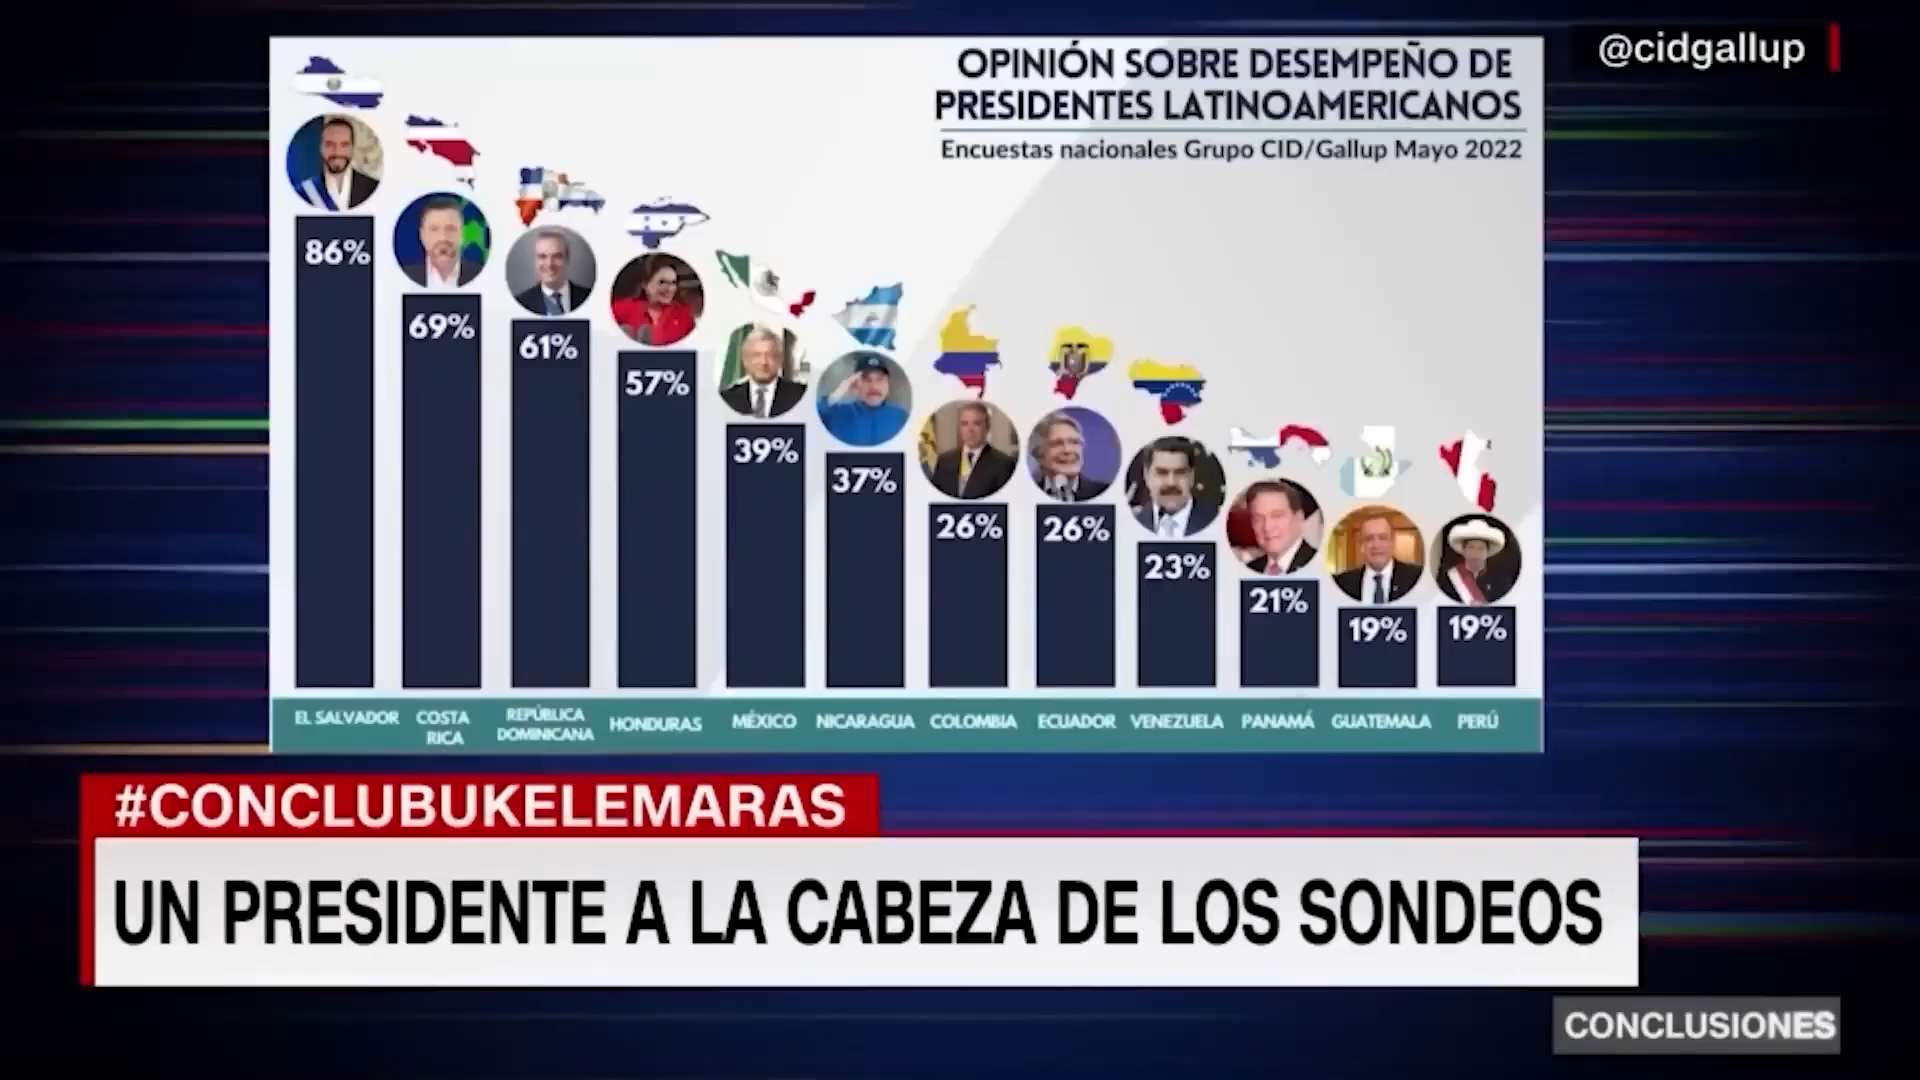 @cidgallup
OPINIÓN SOBRE DESEMPEÑO DE
PRESIDENTES LATINOAMERICANOS
Encuestas nacionales Grupo CID/Gallup Mayo 2022
86%
69%
61%
57%
39%
37%
26%
26%
23%
21%
19%
19%
EL SALVADOR
COSTA
RICA
REPÚBLICA
DOMINICANA
HONDURAS
MÉXICO
NICARAGUA
COLOMBIA
ECUADOR
VENEZUELA
PANAMÁ
GUATEMALA
PERÚ
#CONCLUBUKELEMARAS
UN PRESIDENTE A LA CABEZA DE LOS SONDEOS
CONCLUSIONES